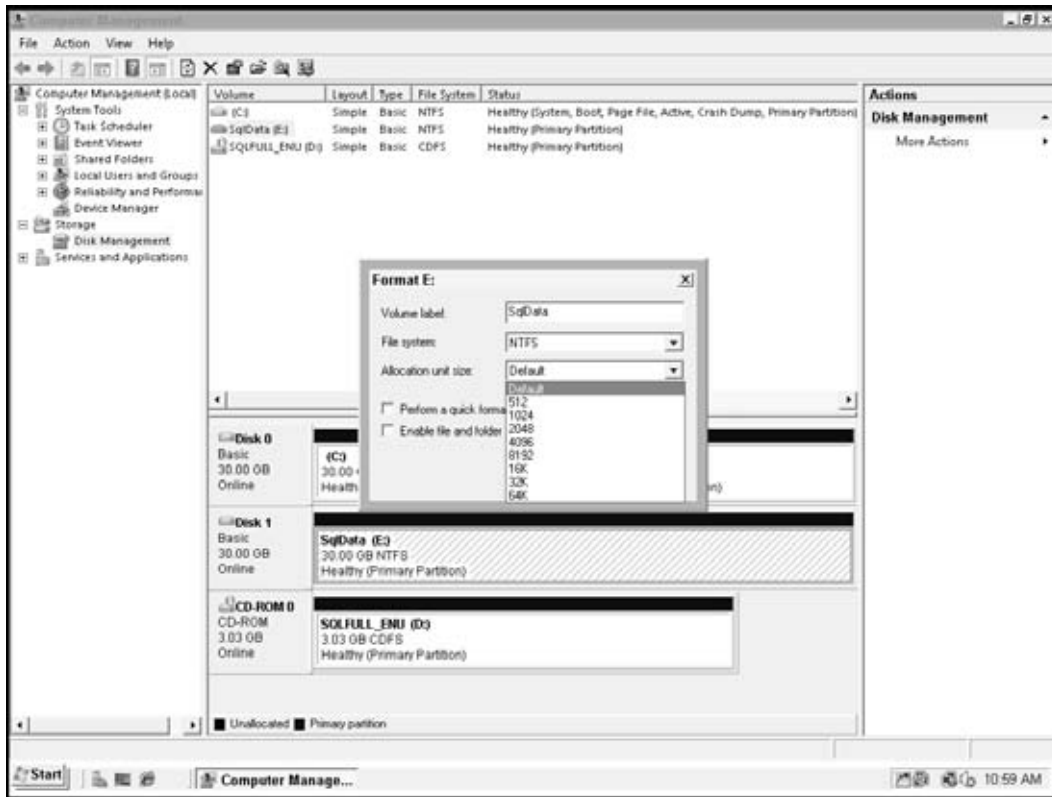 Computer Management
File Action View Help
Computer Management (Local)
System Tools
Task Scheduler
Event Viewer
Shared Folders
Local Users and Groups
Reliability and Performa
Device Manager
Storage
Disk Management
Services and Applications
Volume Layout Type File System Status
(C:) Simple Basic NTFS Healthy (System, Boot, Page File, Active, Crash Dump, Primary Partition)
SqlData (E:) Simple Basic NTFS Healthy (Primary Partition)
SQLFULL_ENU (D:) Simple Basic CDFS Healthy (Primary Partition)
Actions
Disk Management
More Actions
Format E:
Volume label: SqlData
File system: NTFS
Allocation unit size: Default
Default
512
1024
2048
4096
8192
16K
32K
64K
Perform a quick forma
Enable file and folder
Disk 0
Basic
30.00 GB
Online
(C:)
30.00
Health
on)
Disk 1
Basic
30.00 GB
Online
SqlData (E:)
30.00 GB NTFS
Healthy (Primary Partition)
CD-ROM 0
CD-ROM
3.03 GB
Online
SQLFULL_ENU (D:)
3.03 GB CDFS
Healthy (Primary Partition)
Unallocated Primary partition
Start Computer Manage... 10:59 AM